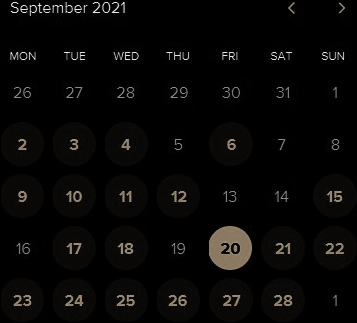 September 2021
MON TUE WED THU FRI SAT SUN
26 27 28 29 30 31 1
2 3 4 5 6 7 8
9 10 11 12 13 14 15
16 17 18 19 20 21 22
23 24 25 26 27 28 1